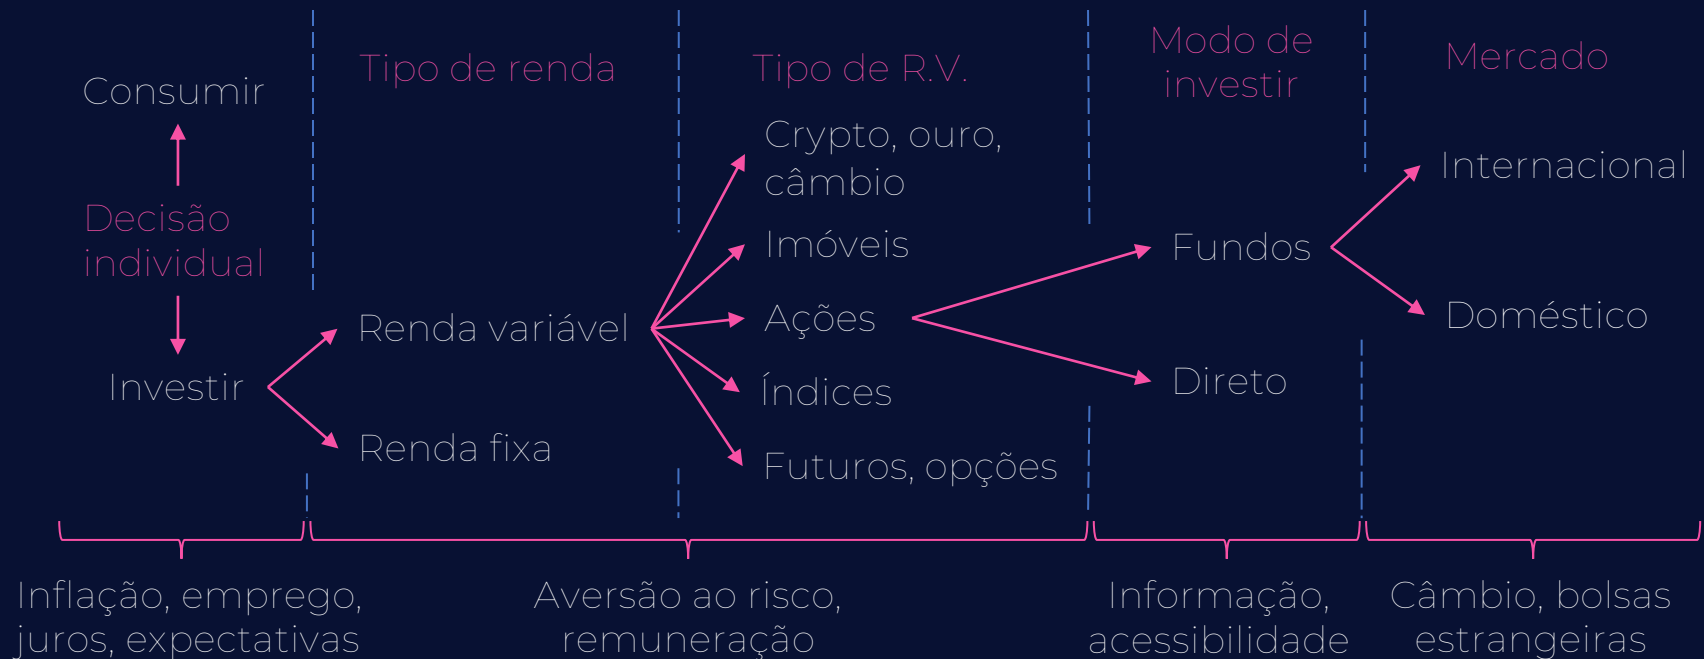 Consumir
Decisão
individual
Investir
Tipo de renda
Renda variável
Renda fixa
Tipo de R.V.
Crypto, ouro,
câmbio
Imóveis
Ações
Índices
Futuros, opções
Modo de
investir
Fundos
Direto
Mercado
Internacional
Doméstico
Inflação, emprego,
juros, expectativas
Aversão ao risco,
remuneração
Informação,
acessibilidade
Câmbio, bolsas
estrangeiras